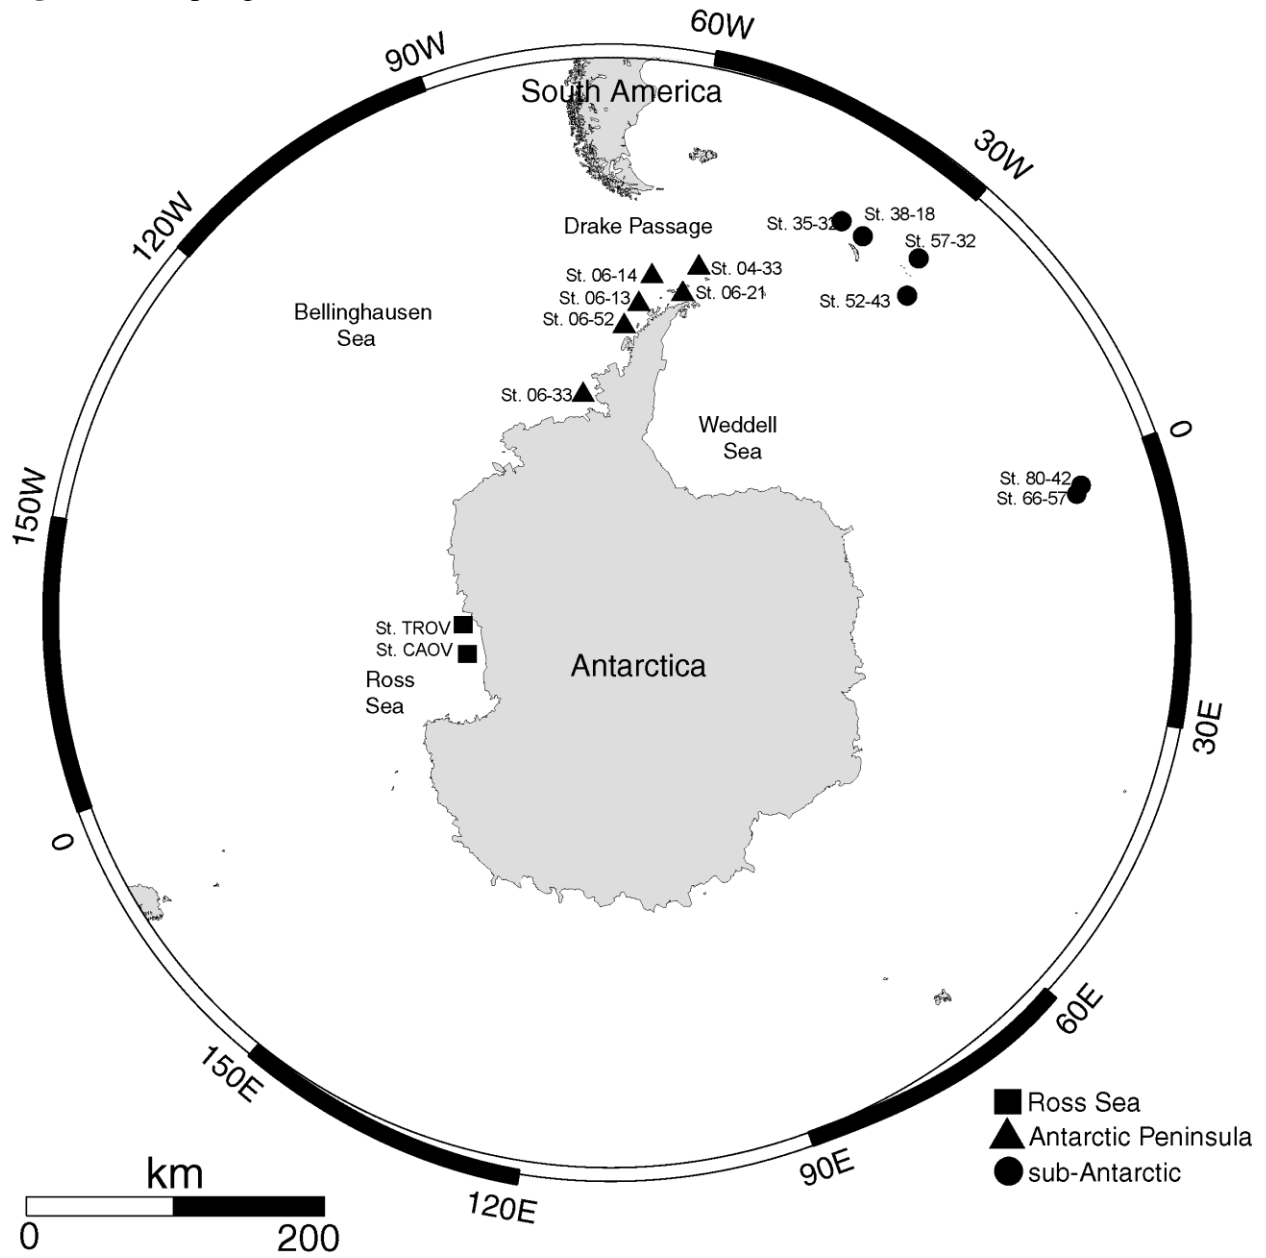 60W
90W
South America
30W
120W
St. 38-18
St. 35-32
Drake Passage
St. 57-32
St. 04-33
St. 06-14
St. 06-21
St. 06-13
St. 52-43
Bellinghausen
Sea
St. 06-52
St. 06-33
Weddell
Sea
0
St. 80-42
St. 66-57
150W
St. TROV
St. CAOV
Antarctica
Ross
Sea
30E
0
60E
150E
Ross Sea
Antarctic Peninsula
sub-Antarctic
90E
120E
km
0 200